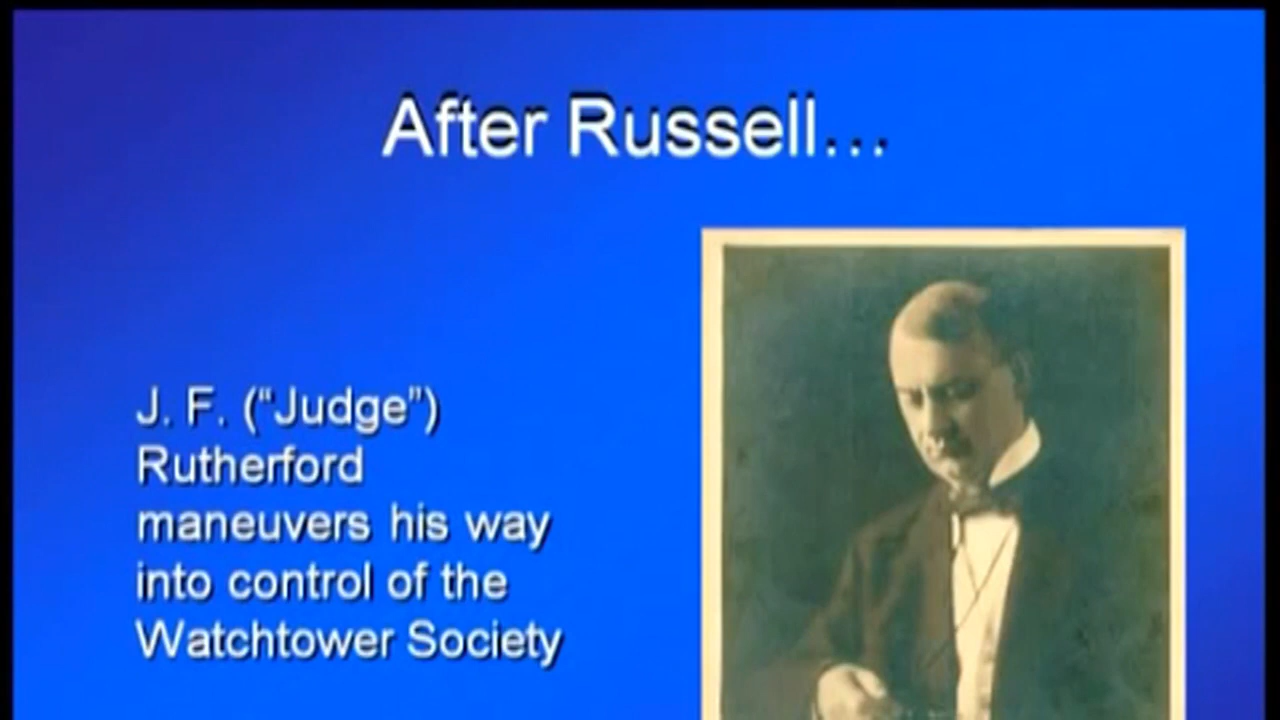 After Russell…
J. F. (“Judge”)
Rutherford
maneuvers his way
into control of the
Watchtower Society